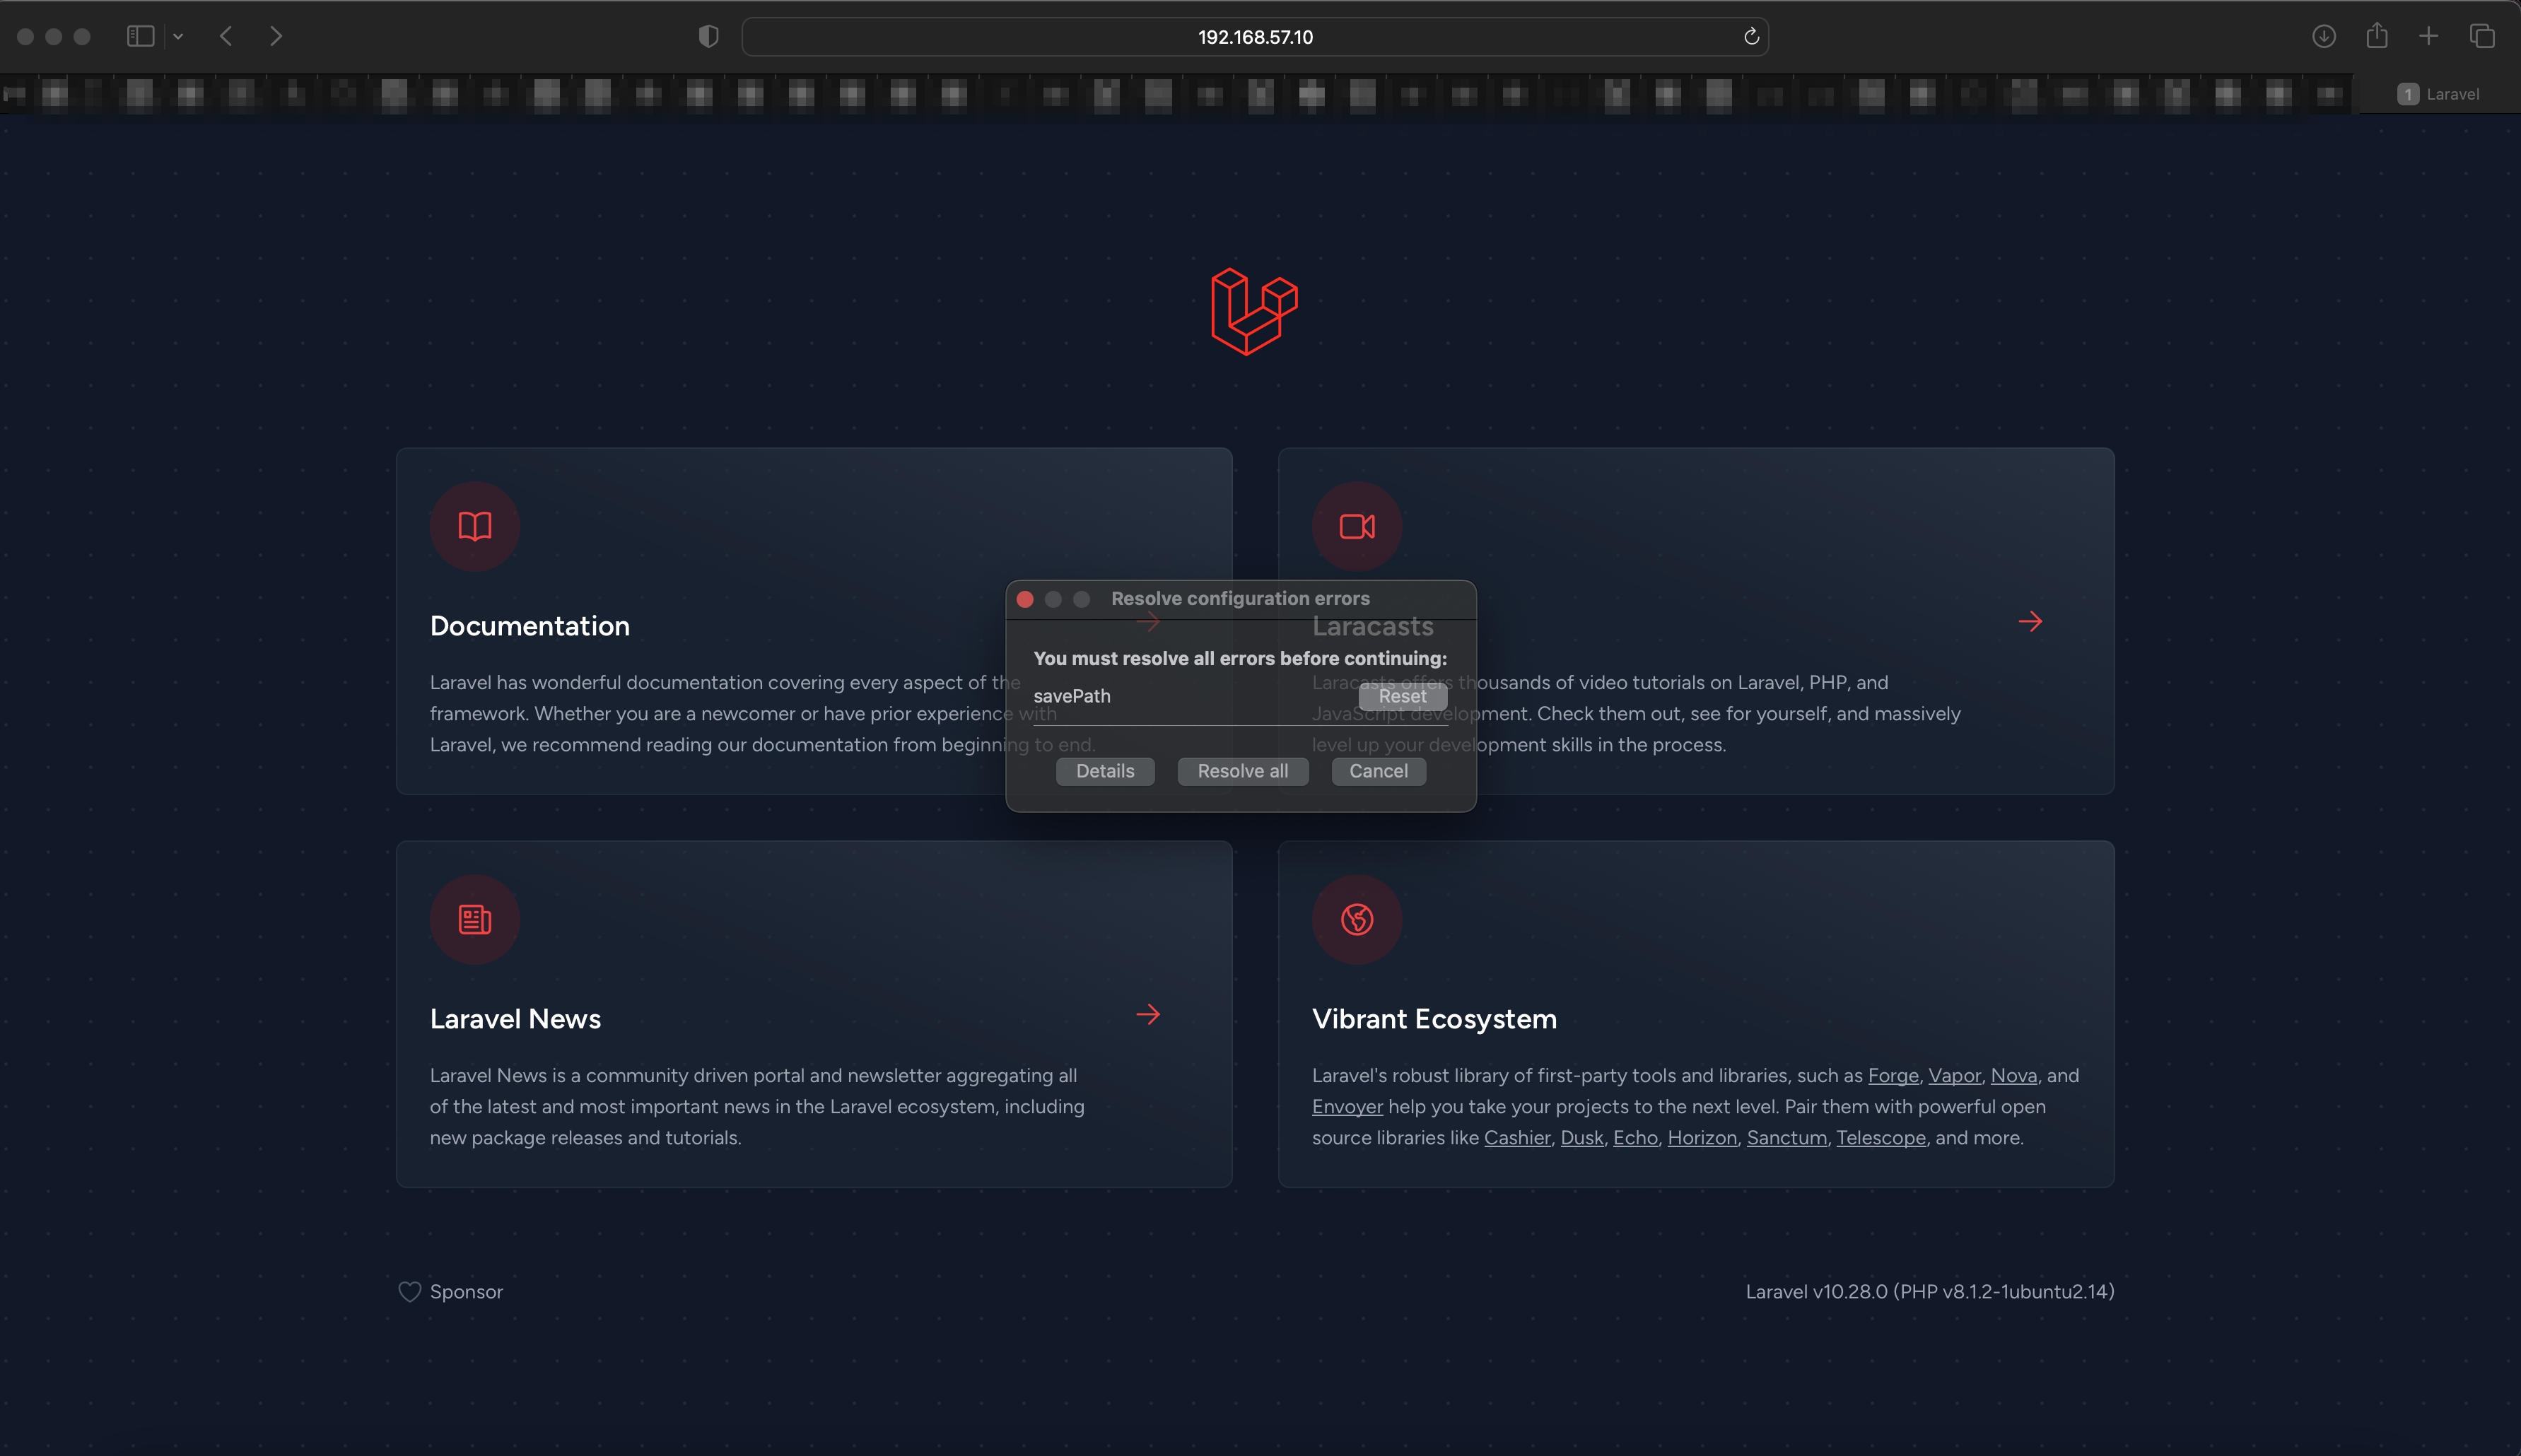 192.168.57.10
1 Laravel
Documentation
Laravel has wonderful documentation covering every aspect of the
framework. Whether you are a newcomer or have prior experience with
Laravel, we recommend reading our documentation from beginning to end.
Laracasts
Laracasts offers thousands of video tutorials on Laravel, PHP, and
JavaScript development. Check them out, see for yourself, and massively
level up your development skills in the process.
Resolve configuration errors
You must resolve all errors before continuing:
savePath
Reset
Details
Resolve all
Cancel
Laravel News
Laravel News is a community driven portal and newsletter aggregating all
of the latest and most important news in the Laravel ecosystem, including
new package releases and tutorials.
Vibrant Ecosystem
Laravel's robust library of first-party tools and libraries, such as Forge, Vapor, Nova, and
Envoyer help you take your projects to the next level. Pair them with powerful open
source libraries like Cashier, Dusk, Echo, Horizon, Sanctum, Telescope, and more.
Sponsor
Laravel v10.28.0 (PHP v8.1.2-1ubuntu2.14)